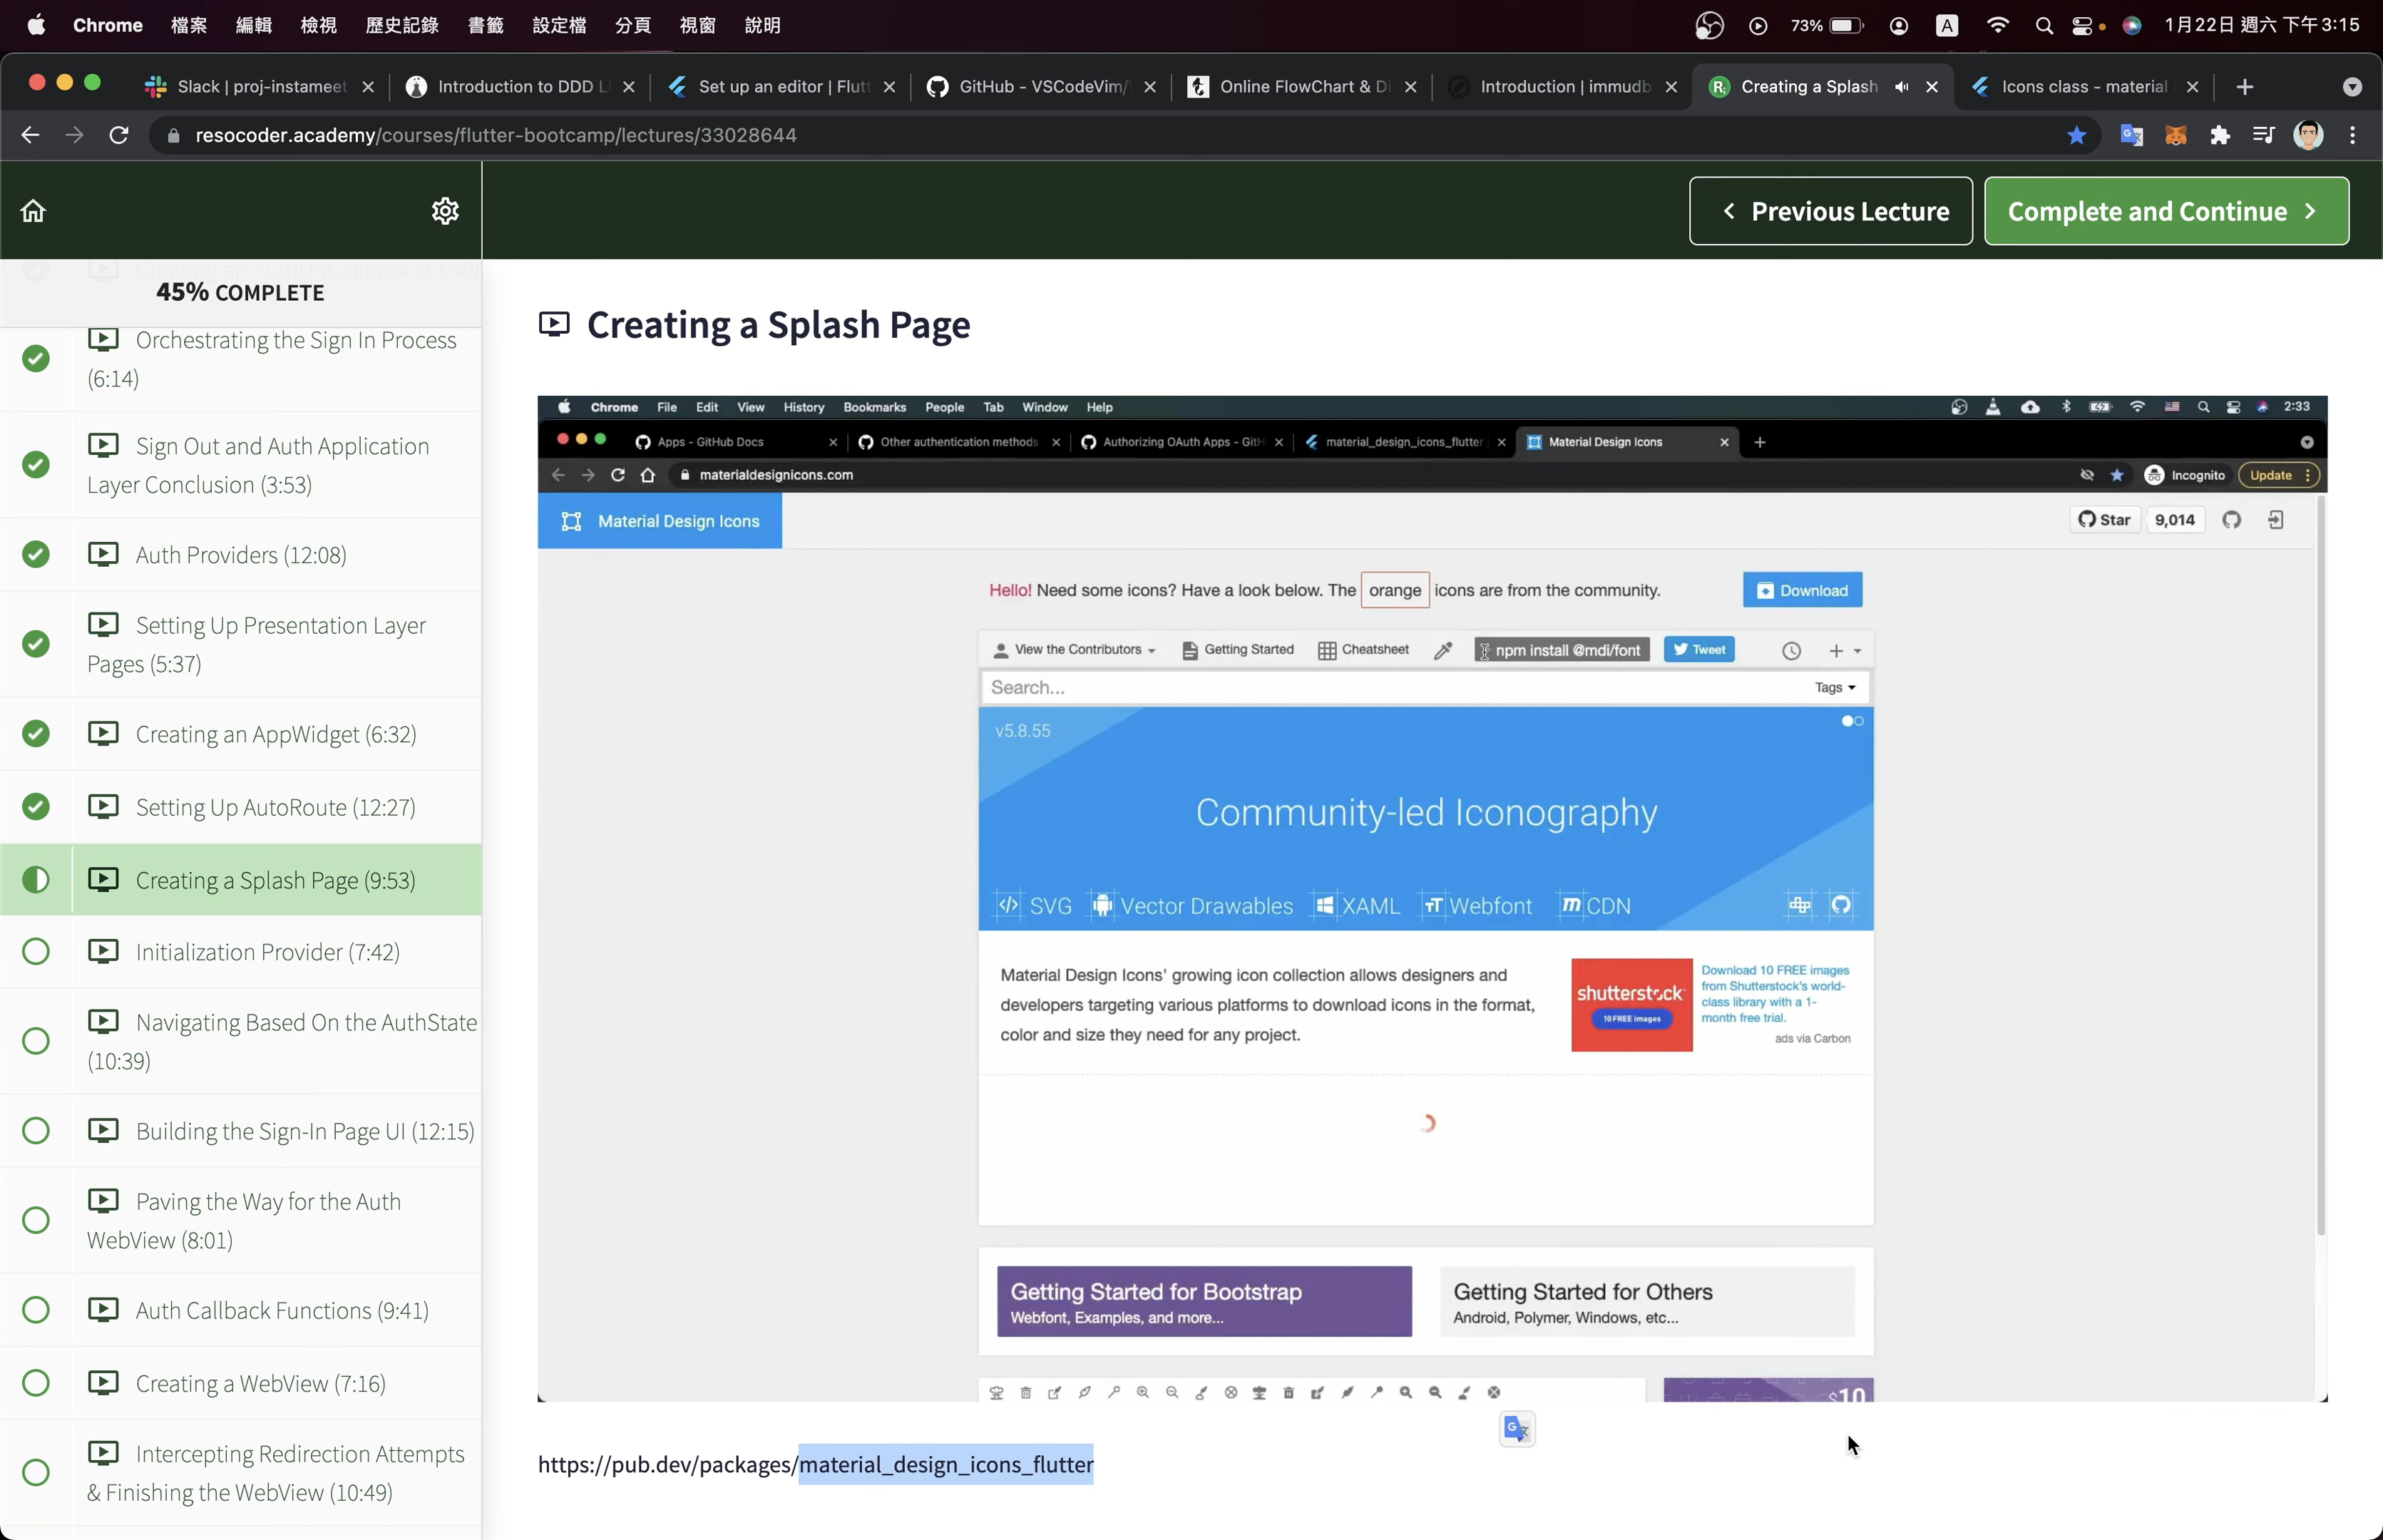 Chrome 檔案 編輯 檢視 歷史記錄 書籤 設定檔 分頁 視窗 說明 73% A 1月22日 週六 下午3:15
Slack | proj-instameet Introduction to DDD Li Set up an editor | Flutt GitHub - VSCodeVim/ Online FlowChart & Di Introduction | immudb Creating a Splash Icons class - material
resocoder.academy/courses/flutter-bootcamp/lectures/33028644
Previous Lecture Complete and Continue
45% COMPLETE
Orchestrating the Sign In Process
(6:14)
Sign Out and Auth Application
Layer Conclusion (3:53)
Auth Providers (12:08)
Setting Up Presentation Layer
Pages (5:37)
Creating an AppWidget (6:32)
Setting Up AutoRoute (12:27)
Creating a Splash Page (9:53)
Initialization Provider (7:42)
Navigating Based On the AuthState
(10:39)
Building the Sign-In Page UI (12:15)
Paving the Way for the Auth
WebView (8:01)
Auth Callback Functions (9:41)
Creating a WebView (7:16)
Intercepting Redirection Attempts
& Finishing the WebView (10:49)
Creating a Splash Page
Chrome File Edit View History Bookmarks People Tab Window Help 2:33
Apps - GitHub Docs Other authentication methods Authorizing OAuth Apps - GitH material_design_icons_flutter Material Design Icons
materialdesignicons.com Incognito Update
Material Design Icons Star 9,014
Hello! Need some icons? Have a look below. The orange icons are from the community. Download
View the Contributors Getting Started Cheatsheet npm install @mdi/font Tweet
Search... Tags
v5.8.55
Community-led Iconography
SVG Vector Drawables XAML Webfont CDN
Material Design Icons' growing icon collection allows designers and
developers targeting various platforms to download icons in the format,
color and size they need for any project.
shutterstock
10 FREE images
Download 10 FREE images
from Shutterstock's world-
class library with a 1-
month free trial.
ads via Carbon
Getting Started for Bootstrap
Webfont, Examples, and more...
Getting Started for Others
Android, Polymer, Windows, etc...
$10
https://pub.dev/packages/material_design_icons_flutter